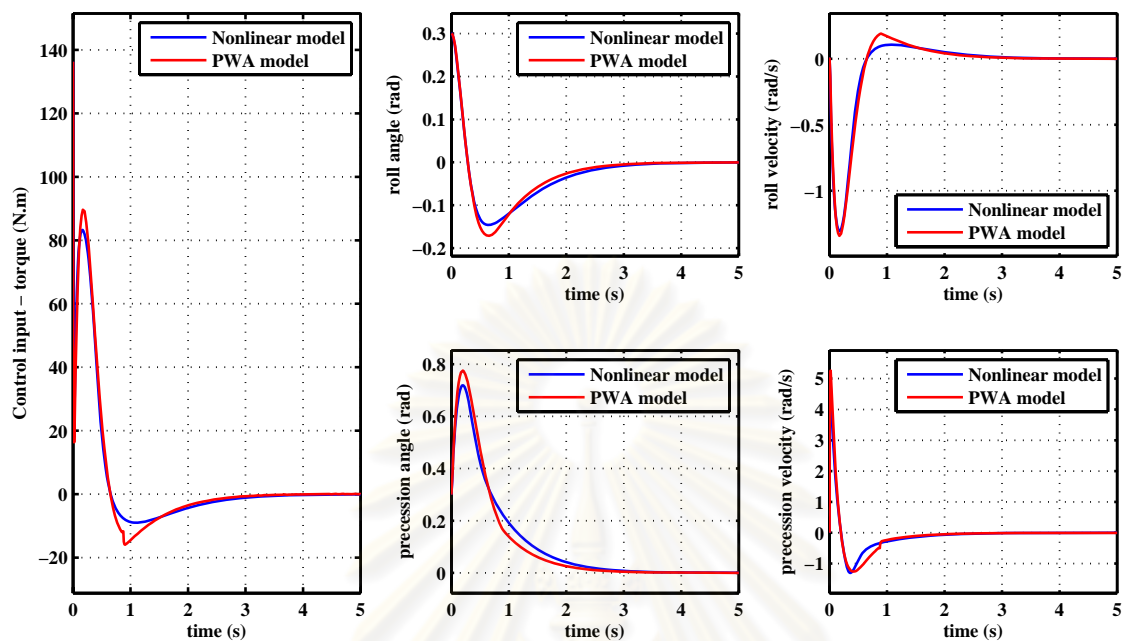 Control input − torque (N.m)
140
120
100
80
60
40
20
0
−20
0 1 2 3 4 5
time (s)
Nonlinear model
PWA model
roll angle (rad)
0.3
0.2
0.1
0
−0.1
−0.2
0 1 2 3 4 5
time (s)
Nonlinear model
PWA model
roll velocity (rad/s)
0
−0.5
−1
0 1 2 3 4 5
time (s)
Nonlinear model
PWA model
precession angle (rad)
0.8
0.6
0.4
0.2
0
0 1 2 3 4 5
time (s)
Nonlinear model
PWA model
precession velocity (rad/s)
5
4
3
2
1
0
−1
0 1 2 3 4 5
time (s)
Nonlinear model
PWA model